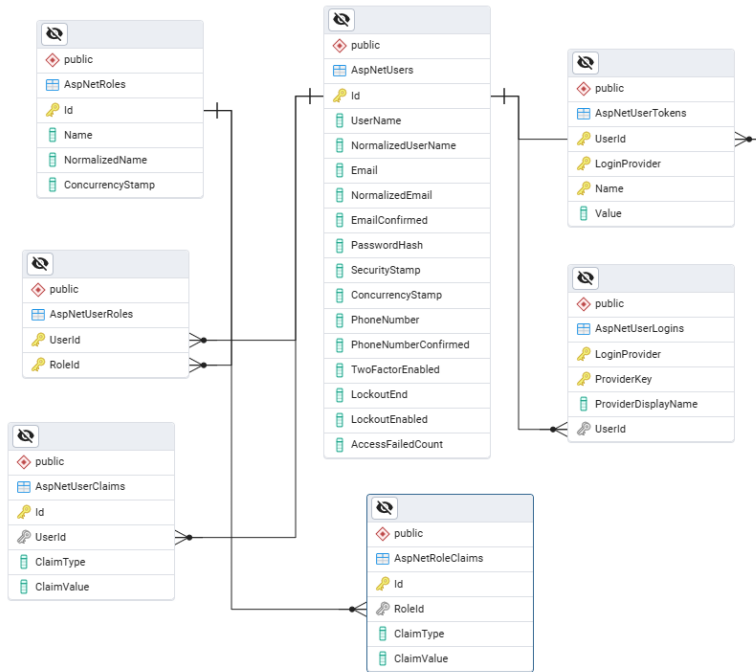 public
AspNetRoles
Id
Name
NormalizedName
ConcurrencyStamp
public
AspNetUserRoles
UserId
RoleId
public
AspNetUserClaims
Id
UserId
ClaimType
ClaimValue
public
AspNetUsers
Id
UserName
NormalizedUserName
Email
NormalizedEmail
EmailConfirmed
PasswordHash
SecurityStamp
ConcurrencyStamp
PhoneNumber
PhoneNumberConfirmed
TwoFactorEnabled
LockoutEnd
LockoutEnabled
AccessFailedCount
public
AspNetRoleClaims
Id
RoleId
ClaimType
ClaimValue
public
AspNetUserTokens
UserId
LoginProvider
Name
Value
public
AspNetUserLogins
LoginProvider
ProviderKey
ProviderDisplayName
UserId